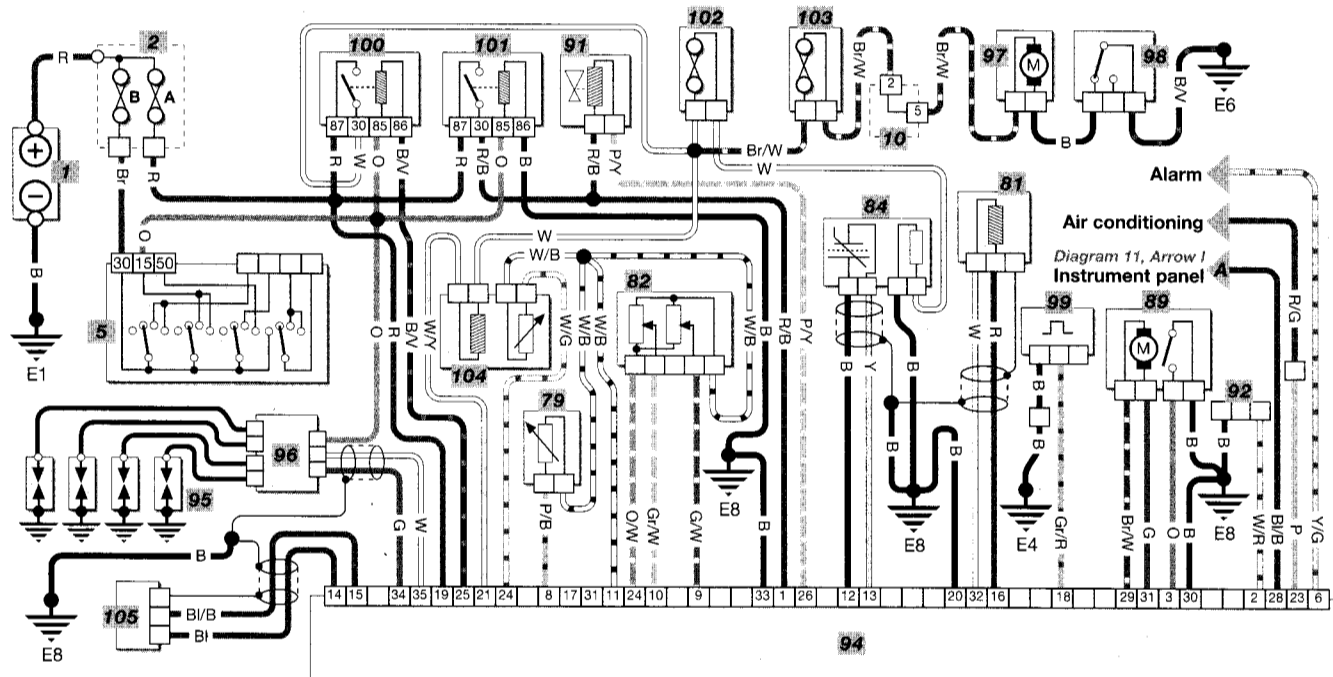 2
R
B
A
1
Br
R
B
E1
100
87 30 85 86
R
W
O
B/V
101
87 30 85 86
R
R/B
O
B
91
R/B
P/Y
102
103
Br/W
W
Br/W
2
5
10
Br/W
97
M
B
98
B/V
E6
Alarm
Air conditioning
Diagram 11, Arrow I
Instrument panel
A
O
30 15 50
5
O
R
B/V
W/Y
W
W/B
104
W/G
W/B
W/B
82
W/B
B
R/B
P/Y
84
B
Y
B
81
W
R
99
B
B
E4
89
M
92
R/G
79
P/B
O/W
Gr/W
G/W
E8
B
B
B
E8
Gr/R
Br/W
G
O
B
B
B
E8
W/R
Bl/B
P
Y/G
95
96
G
W
B
E8
105
Bl/B
Bl
14 15 34 35 19 25 21 24 8 17 31 11 24 10 9 33 1 26 12 13 20 32 16 18 29 31 3 30 2 28 23 6
94